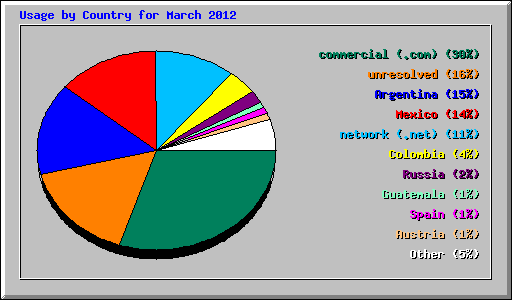 Usage by Country for March 2012
commercial (.com) (30%)
unresolved (16%)
Argentina (15%)
Mexico (14%)
network (.net) (11%)
Colombia (4%)
Russia (2%)
Guatemala (1%)
Spain (1%)
Austria (1%)
Other (5%)